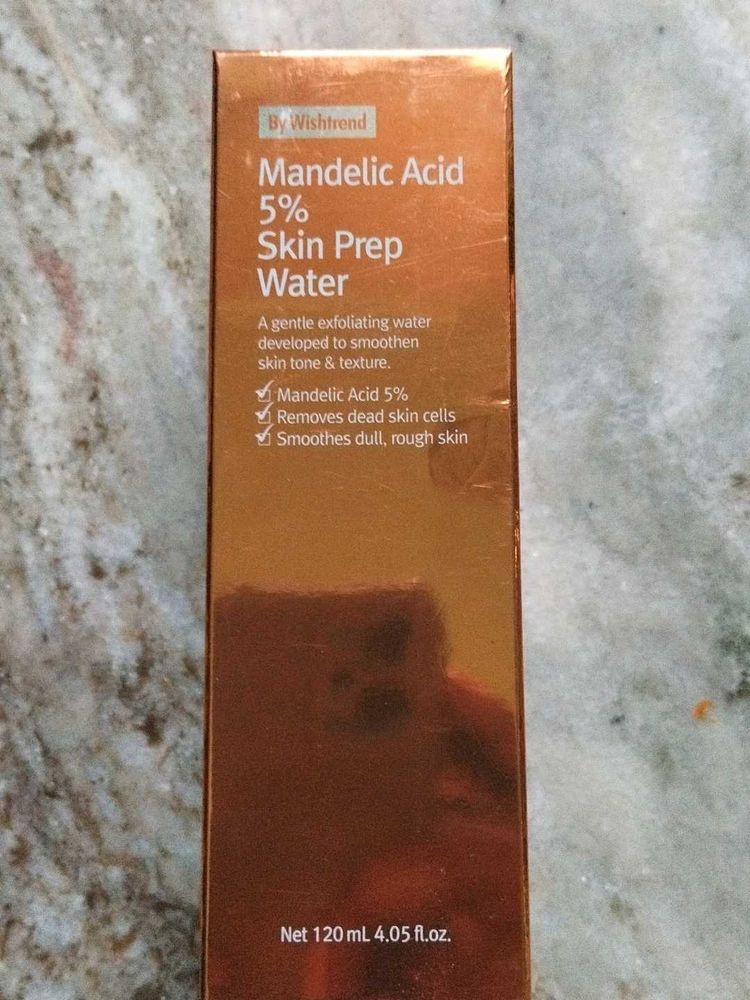 By Wishtrend
Mandelic Acid
5%
Skin Prep
Water
A gentle exfoliating water
developed to smoothen
skin tone & texture.
Mandelic Acid 5%
Removes dead skin cells
Smoothes dull, rough skin
Net 120 mL 4.05 fl.oz.